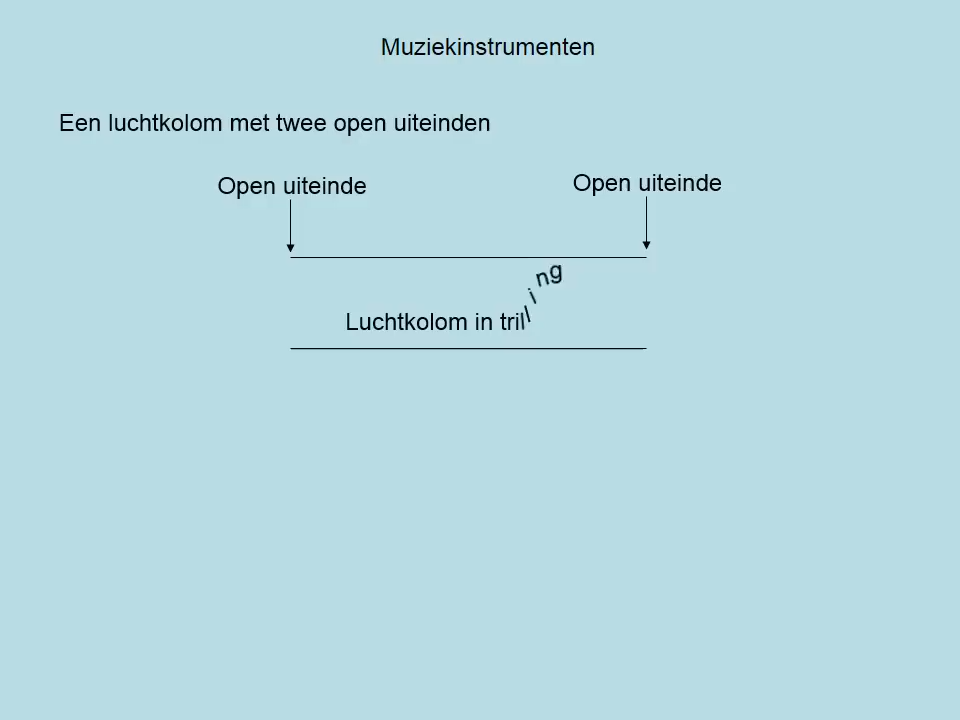 Muziekinstrumenten
Een luchtkolom met twee open uiteinden
Open uiteinde
Open uiteinde
Luchtkolom in trilling